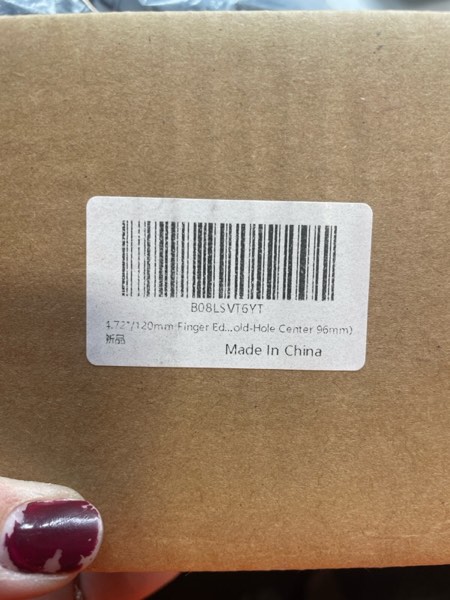 B08LSVT6YT
4.72"/120mm Finger Ed...old-Hole Center 96mm)
新品
Made In China